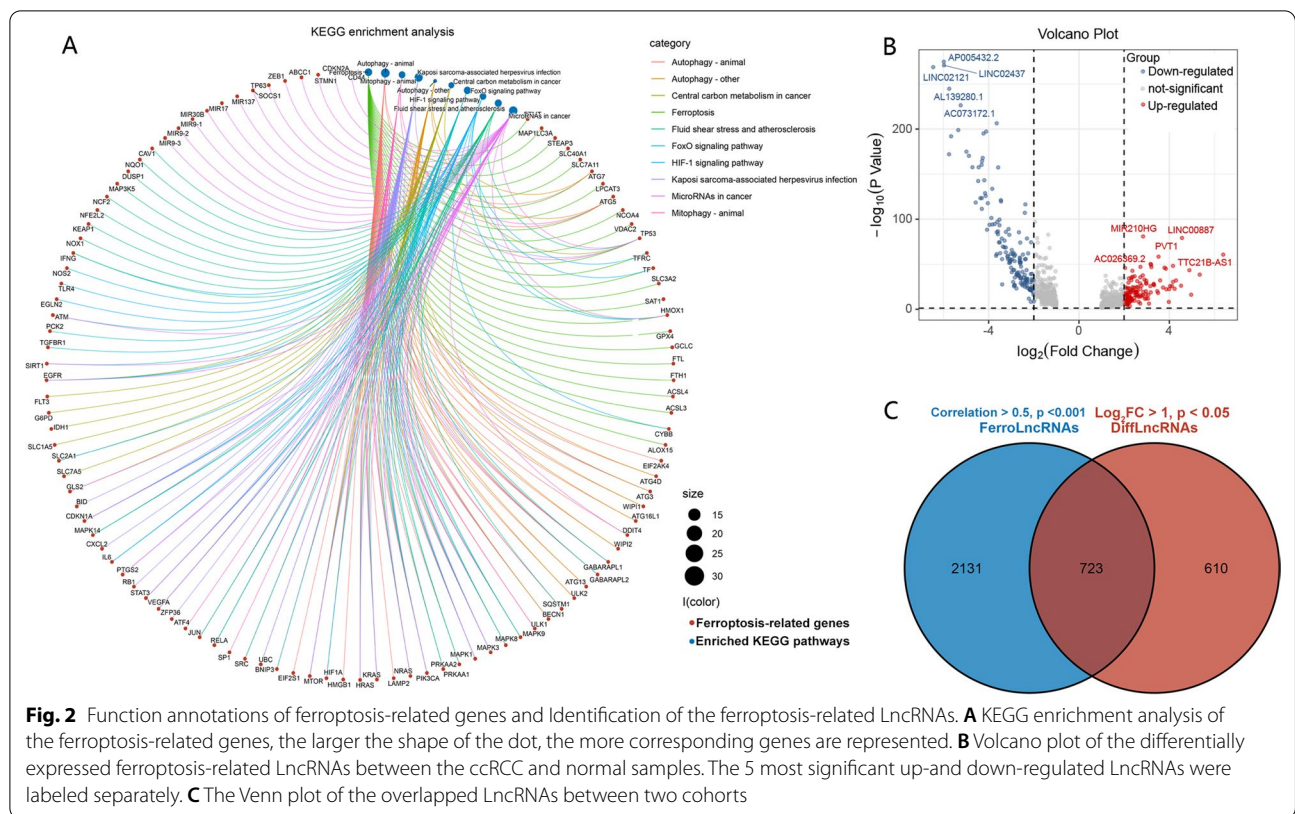 A
KEGG enrichment analysis
Autophagy - animal
Ferroptosis
Mitophagy - animal
Kaposi sarcoma-associated herpesvirus infection
Autophagy - other
Central carbon metabolism in cancer
HIF-1 signaling pathway
FoxO signaling pathway
Fluid shear stress and atherosclerosis
MicroRNAs in cancer
CD44
CDKN2A
STMN1
ABCC1
ZEB1
SOCS1
TP63
MIR137
MIR17
MIR30B
MIR9-1
MIR9-2
MIR9-3
CAV1
NQO1
DUSP1
MAP3K5
NCF2
NFE2L2
KEAP1
NOX1
IFNG
NOS2
TLR4
EGLN2
ATM
PCK2
TGFBR1
SIRT1
EGFR
FLT3
G6PD
IDH1
SLC1A5
SLC2A1
SLC7A5
GLS2
BID
CDKN1A
MAPK14
CXCL2
IL6
PTGS2
RB1
STAT3
VEGFA
ZFP36
ATF4
JUN
RELA
SP1
SRC
UBC
BNIP3
EIF2S1
MTOR
HIF1A
HMGB1
HRAS
KRAS
LAMP2
NRAS
PIK3CA
PRKAA1
PRKAA2
MAPK1
MAPK3
MAPK8
MAPK9
ULK1
BECN1
SQSTM1
ULK2
ATG13
GABARAPL2
GABARAPL1
WIPI2
DDIT4
ATG16L1
WIPI1
ATG3
ATG4D
EIF2AK4
ALOX15
CYBB
ACSL3
ACSL4
FTH1
FTL
GCLC
GPX4
HMOX1
SAT1
SLC3A2
TF
TFRC
TP53
VDAC2
NCOA4
ATG5
LPCAT3
ATG7
SLC7A11
SLC40A1
STEAP3
MAP1LC3A
category
Autophagy - animal
Autophagy - other
Central carbon metabolism in cancer
Ferroptosis
Fluid shear stress and atherosclerosis
FoxO signaling pathway
HIF-1 signaling pathway
Kaposi sarcoma-associated herpesvirus infection
MicroRNAs in cancer
Mitophagy - animal
size
15
20
25
30
I(color)
Ferroptosis-related genes
Enriched KEGG pathways
B
Volcano Plot
Group
Down-regulated
not-significant
Up-regulated
AP005432.2
LINC02437
LINC02121
AL139280.1
AC073172.1
MIR210HG
LINC00887
PVT1
AC026369.2
TTC21B-AS1
200
100
0
-4
0
4
-log10(P Value)
log2(Fold Change)
C
Correlation > 0.5, p <0.001
FerroLncRNAs
Log2FC > 1, p < 0.05
DiffLncRNAs
2131
723
610
Fig. 2 Function annotations of ferroptosis-related genes and Identification of the ferroptosis-related LncRNAs. A KEGG enrichment analysis of
the ferroptosis-related genes, the larger the shape of the dot, the more corresponding genes are represented. B Volcano plot of the differentially
expressed ferroptosis-related LncRNAs between the ccRCC and normal samples. The 5 most significant up-and down-regulated LncRNAs were
labeled separately. C The Venn plot of the overlapped LncRNAs between two cohorts